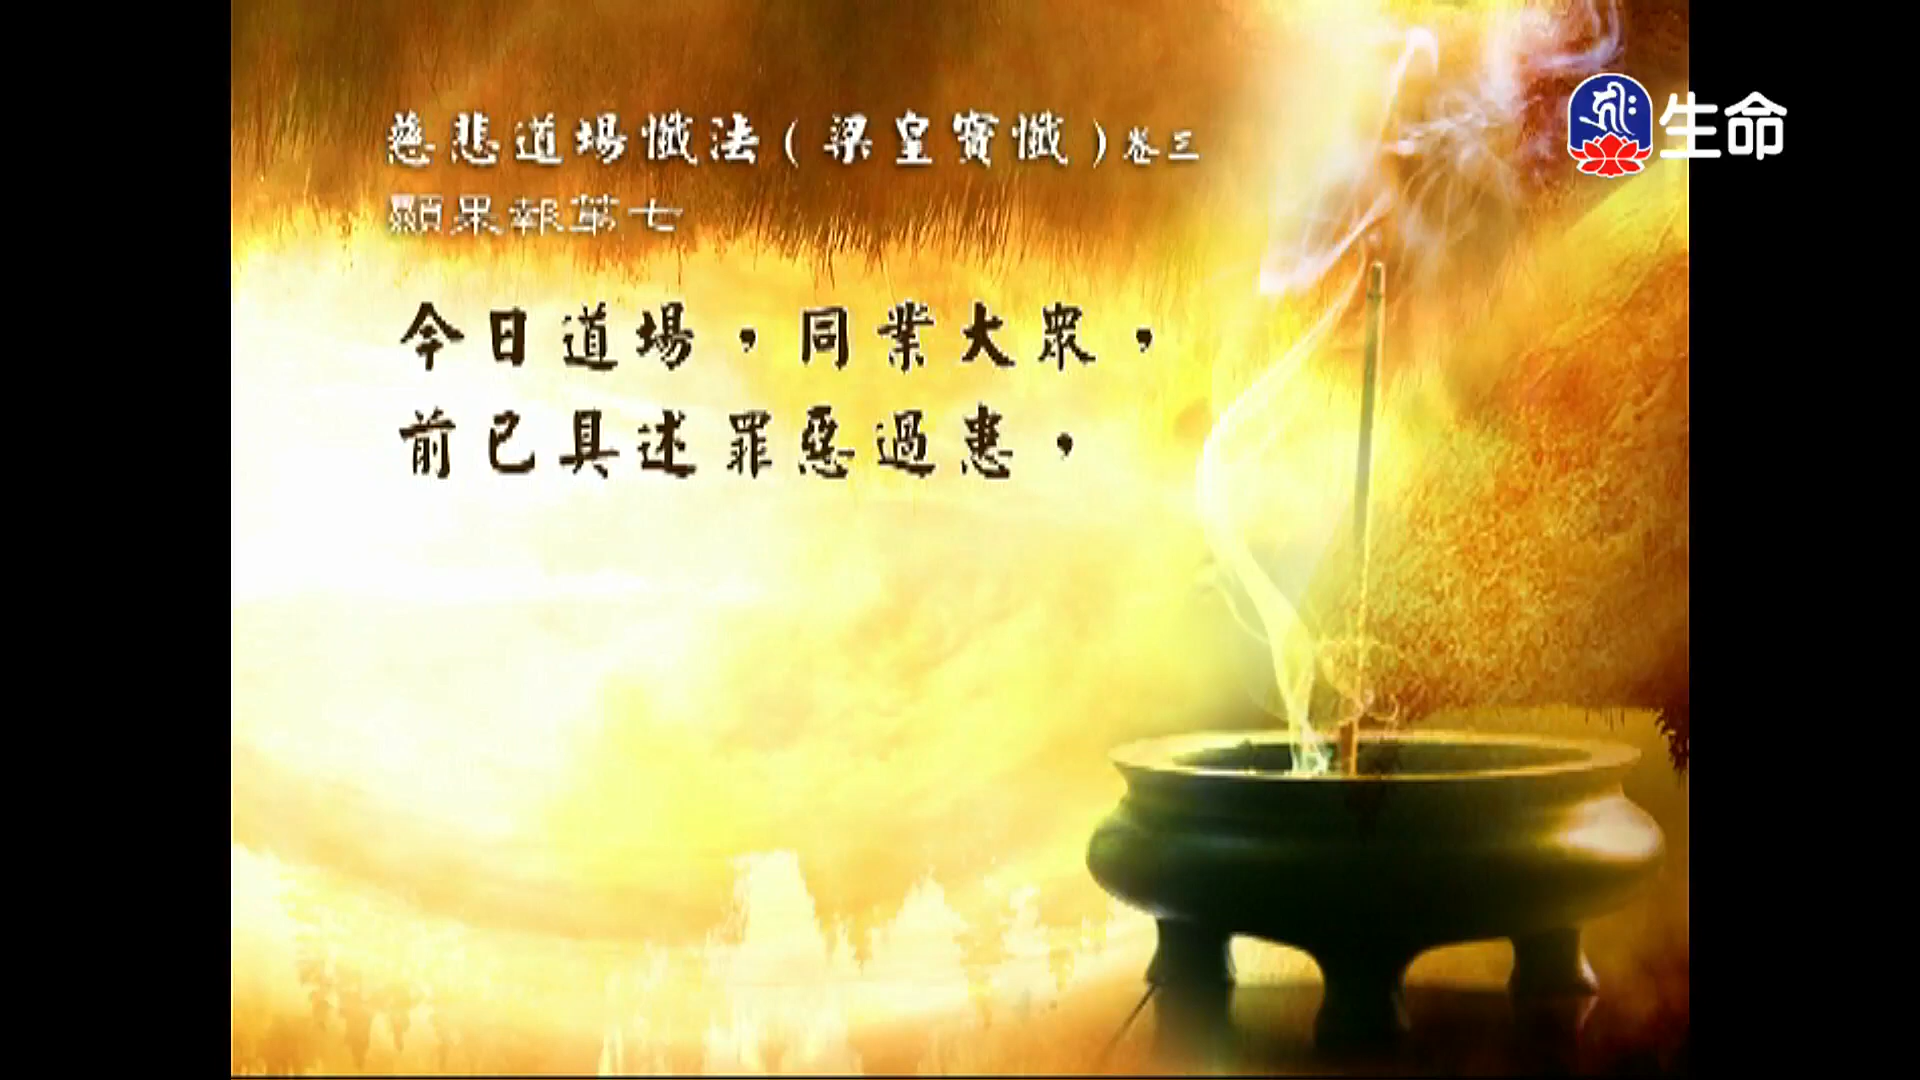 慈悲道場懺法(梁皇寶懺)卷三
顯果報第七
生命
今日道場，同業大眾，
前已具述罪惡過患，